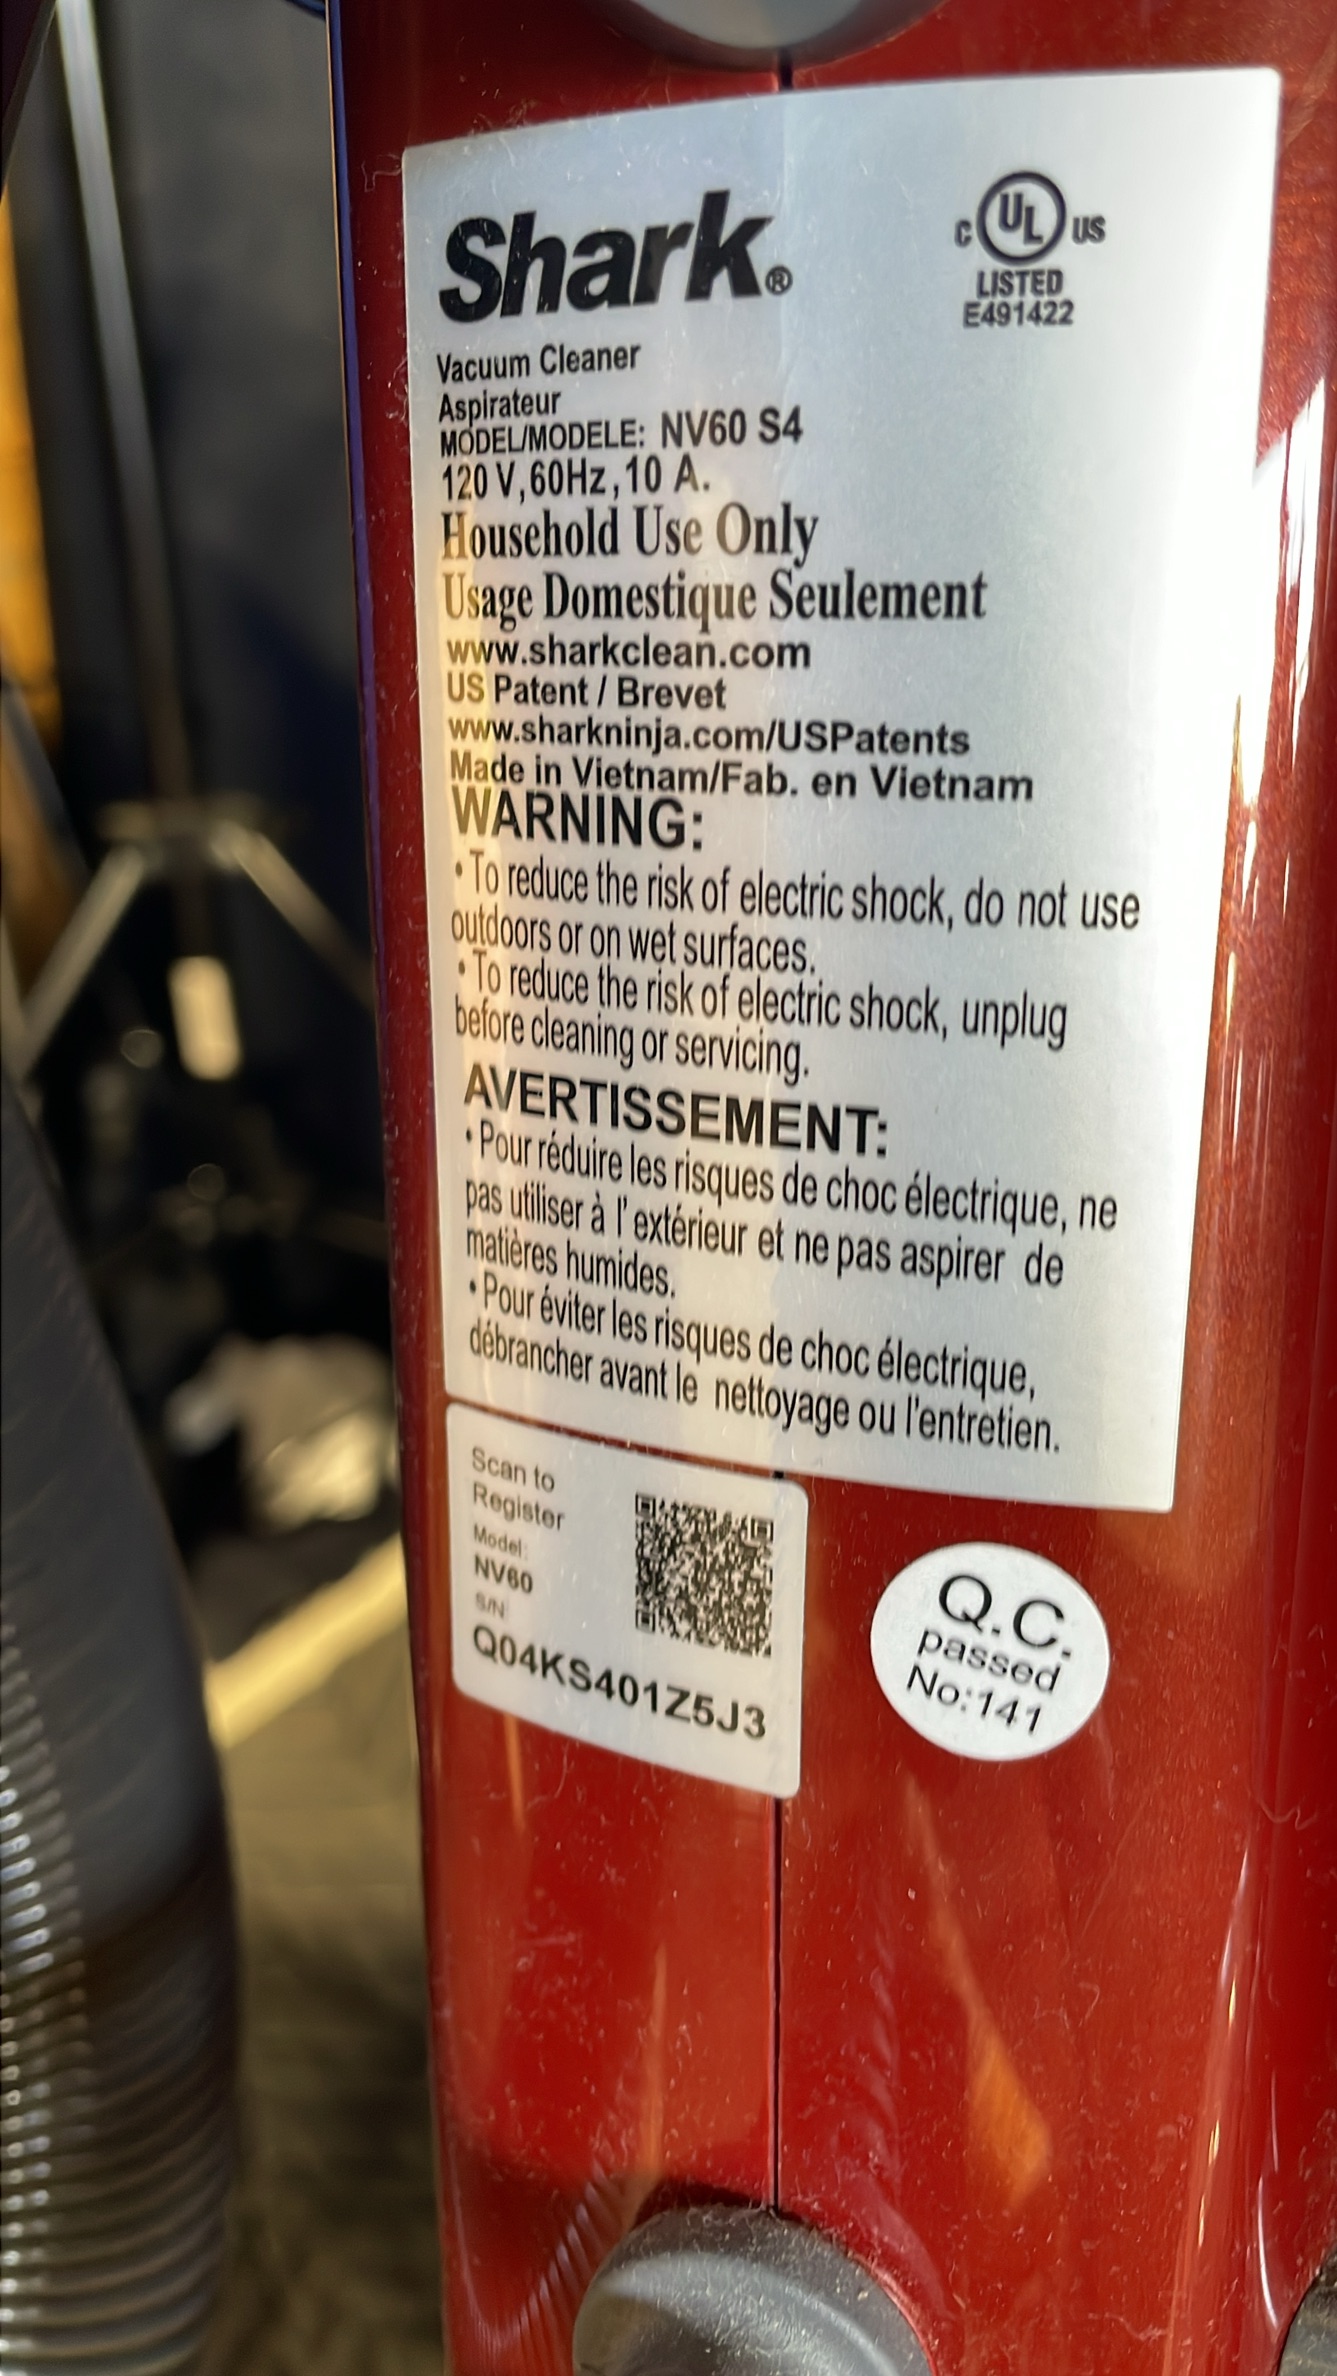 Shark®
C UL US
LISTED
E491422
Vacuum Cleaner
Aspirateur
MODEL/MODELE: NV60 S4
120 V,60Hz,10 A.
Household Use Only
Usage Domestique Seulement
www.sharkclean.com
US Patent / Brevet
www.sharkninja.com/USPatents
Made in Vietnam/Fab. en Vietnam
WARNING:
• To reduce the risk of electric shock, do not use
outdoors or on wet surfaces.
• To reduce the risk of electric shock, unplug
before cleaning or servicing.
AVERTISSEMENT:
• Pour réduire les risques de choc électrique, ne
pas utiliser à l'extérieur et ne pas aspirer de
matières humides.
• Pour éviter les risques de choc électrique,
débrancher avant le nettoyage ou l'entretien.
Scan to
Register
Model:
NV60
S/N:
Q04KS401Z5J3
Q.C.
passed
No:141